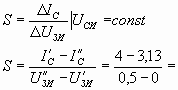 S = ΔI_C / ΔU_ЗИ | U_СИ = const
S = (I′_C − I″_C) / (U″_ЗИ − U′_ЗИ) = (4 − 3,13) / (0,5 − 0) =